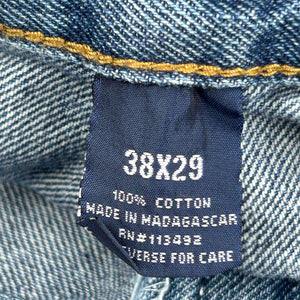 38X29
100% COTTON
MADE IN MADAGASCAR
RN#113492
VERSE FOR CARE